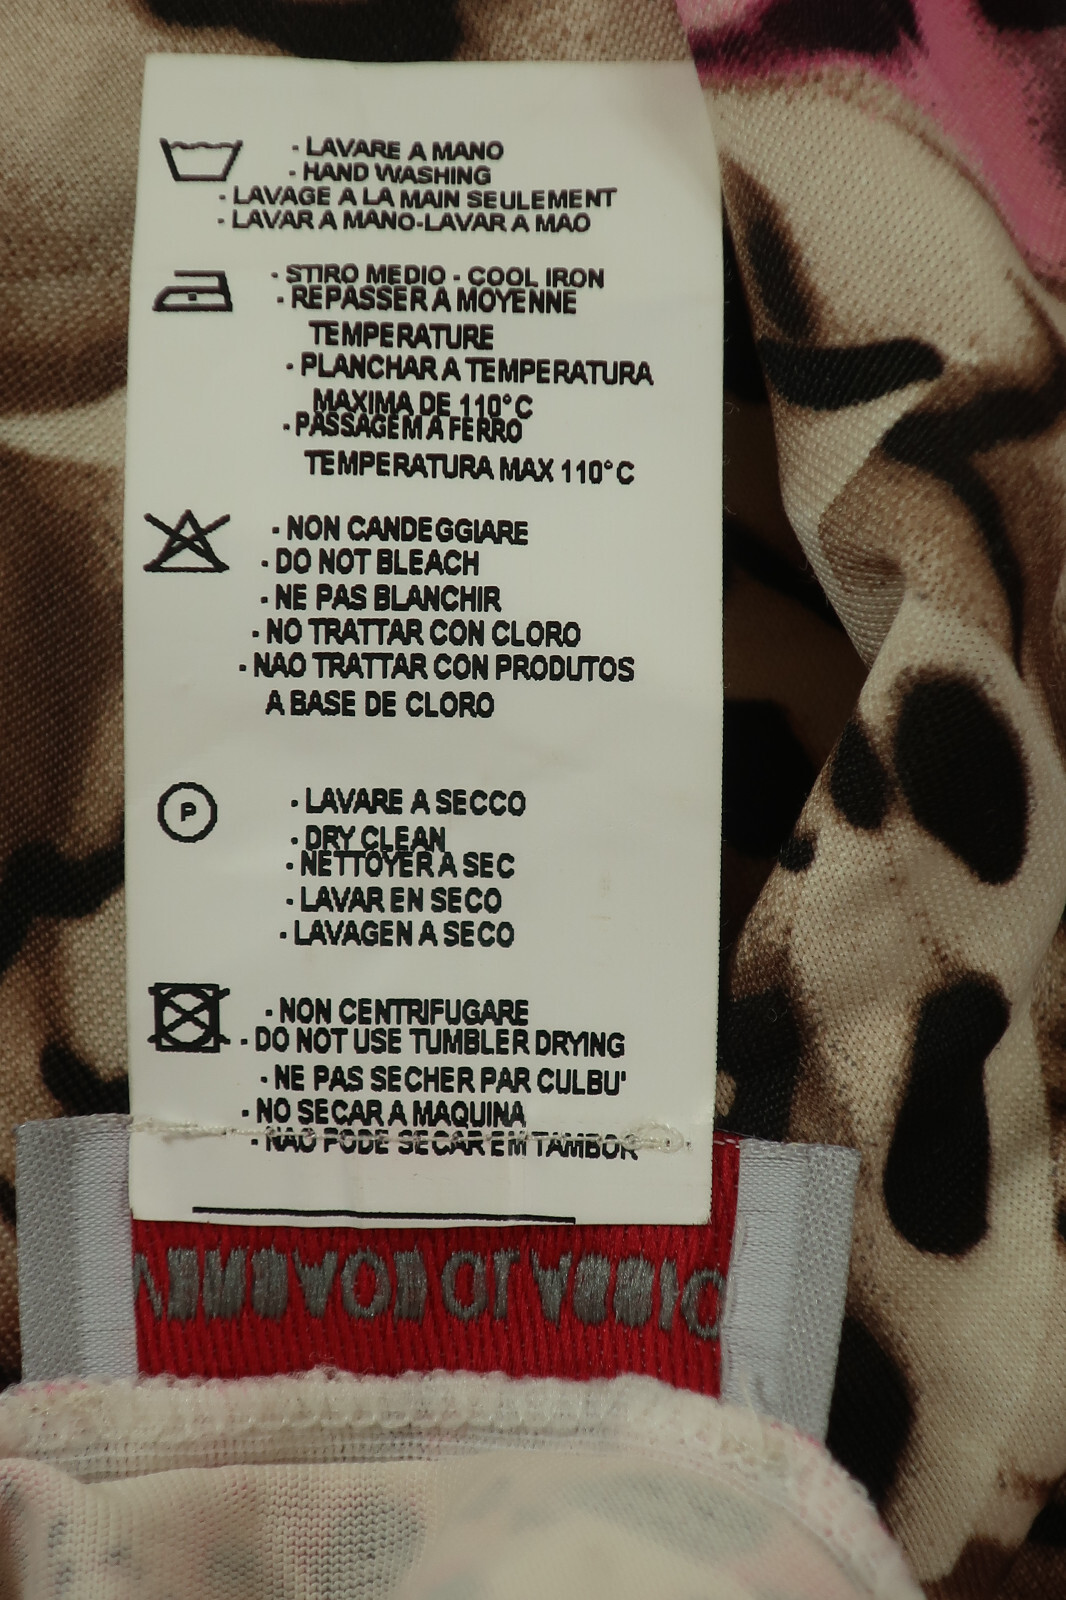 - LAVARE A MANO
- HAND WASHING
- LAVAGE A LA MAIN SEULEMENT
- LAVAR A MANO-LAVAR A MAO
- STIRO MEDIO - COOL IRON
- REPASSER A MOYENNE
TEMPERATURE
- PLANCHAR A TEMPERATURA
MAXIMA DE 110°C
- PASSAGEM A FERRO
TEMPERATURA MAX 110°C
- NON CANDEGGIARE
- DO NOT BLEACH
- NE PAS BLANCHIR
- NO TRATTAR CON CLORO
- NAO TRATTAR CON PRODUTOS
A BASE DE CLORO
P
- LAVARE A SECCO
- DRY CLEAN
- NETTOYER A SEC
- LAVAR EN SECO
- LAVAGEN A SECO
- NON CENTRIFUGARE
- DO NOT USE TUMBLER DRYING
- NE PAS SECHER PAR CULBU'
- NO SECAR A MAQUINA
- NAO PODE SECAR EM TAMBOR